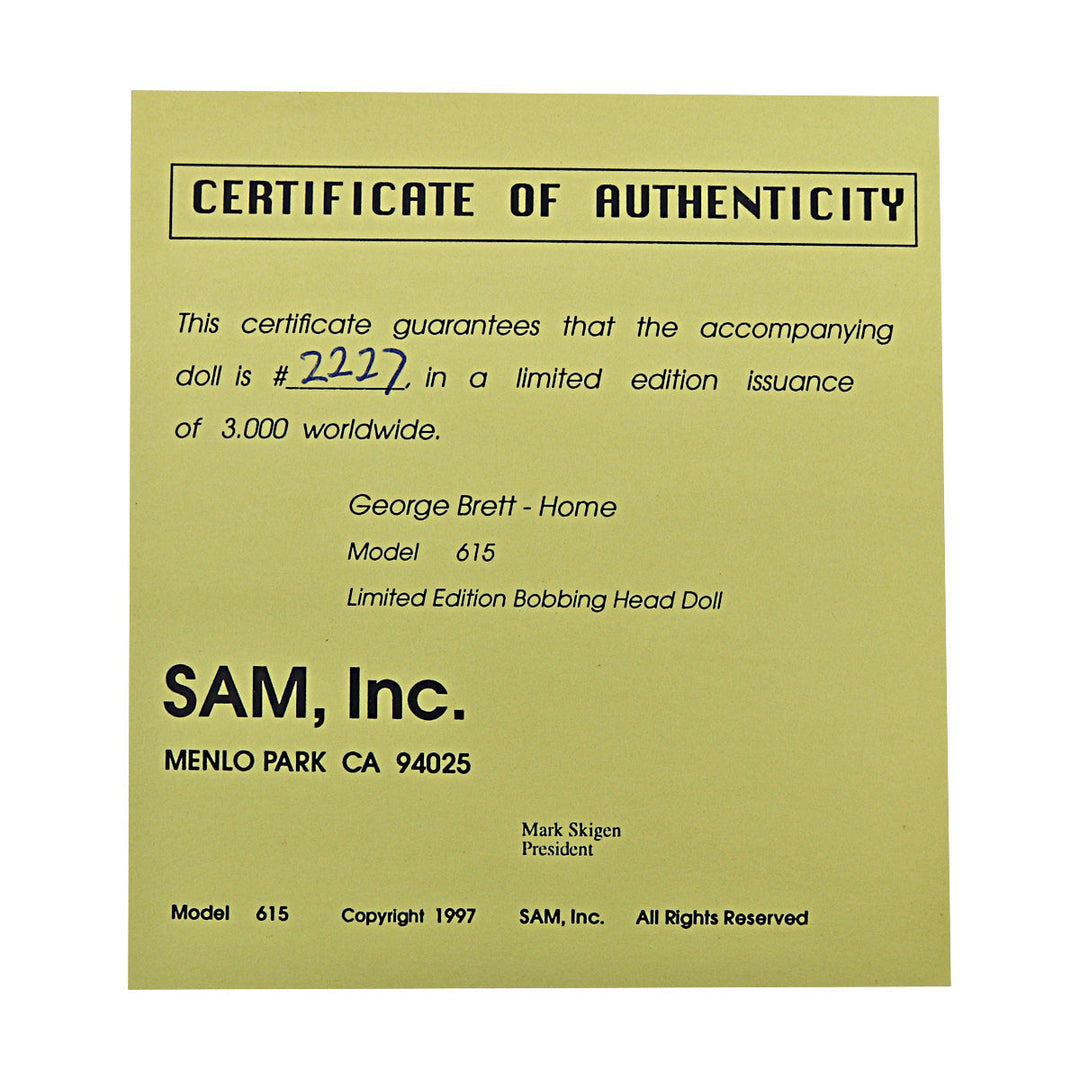 CERTIFICATE OF AUTHENTICITY
This certificate guarantees that the accompanying
doll is #2227, in a limited edition issuance
of 3.000 worldwide.
George Brett - Home
Model 615
Limited Edition Bobbing Head Doll
SAM, Inc.
MENLO PARK CA 94025
Mark Skigen
President
Model 615 Copyright 1997 SAM, Inc. All Rights Reserved